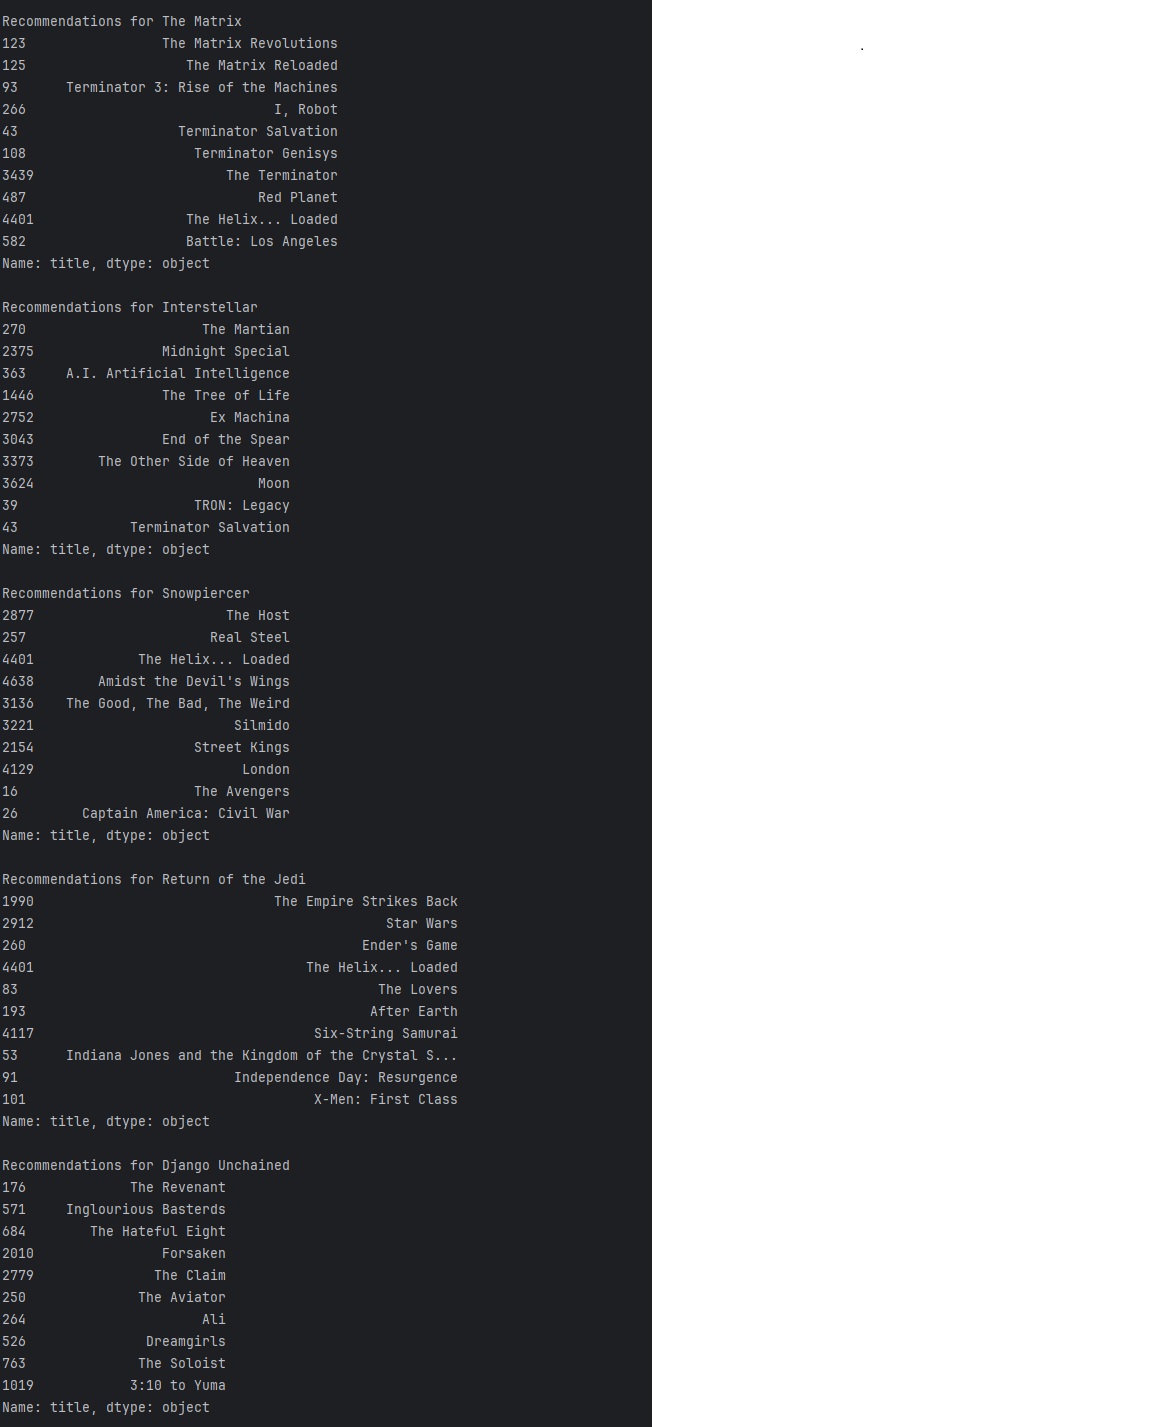 Recommendations for The Matrix
123                 The Matrix Revolutions
125                    The Matrix Reloaded
93      Terminator 3: Rise of the Machines
266                               I, Robot
43                    Terminator Salvation
108                     Terminator Genisys
3439                        The Terminator
487                             Red Planet
4401                   The Helix... Loaded
582                    Battle: Los Angeles
Name: title, dtype: object

Recommendations for Interstellar
270                      The Martian
2375                Midnight Special
363     A.I. Artificial Intelligence
1446                The Tree of Life
2752                      Ex Machina
3043                End of the Spear
3373        The Other Side of Heaven
3624                            Moon
39                      TRON: Legacy
43              Terminator Salvation
Name: title, dtype: object

Recommendations for Snowpiercer
2877                        The Host
257                       Real Steel
4401             The Helix... Loaded
4638        Amidst the Devil's Wings
3136    The Good, The Bad, The Weird
3221                         Silmido
2154                    Street Kings
4129                          London
16                      The Avengers
26        Captain America: Civil War
Name: title, dtype: object

Recommendations for Return of the Jedi
1990                              The Empire Strikes Back
2912                                            Star Wars
260                                          Ender's Game
4401                                  The Helix... Loaded
83                                             The Lovers
193                                           After Earth
4117                                   Six-String Samurai
53      Indiana Jones and the Kingdom of the Crystal S...
91                           Independence Day: Resurgence
101                                    X-Men: First Class
Name: title, dtype: object

Recommendations for Django Unchained
176             The Revenant
571     Inglourious Basterds
684        The Hateful Eight
2010                Forsaken
2779               The Claim
250              The Aviator
264                      Ali
526               Dreamgirls
763              The Soloist
1019            3:10 to Yuma
Name: title, dtype: object